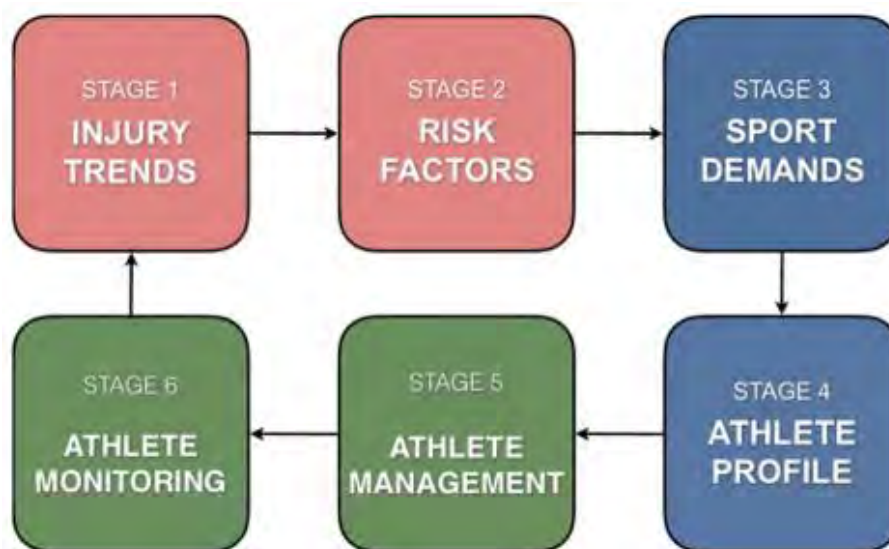 STAGE 1
INJURY
TRENDS
STAGE 2
RISK
FACTORS
STAGE 3
SPORT
DEMANDS
STAGE 4
ATHLETE
PROFILE
STAGE 5
ATHLETE
MANAGEMENT
STAGE 6
ATHLETE
MONITORING